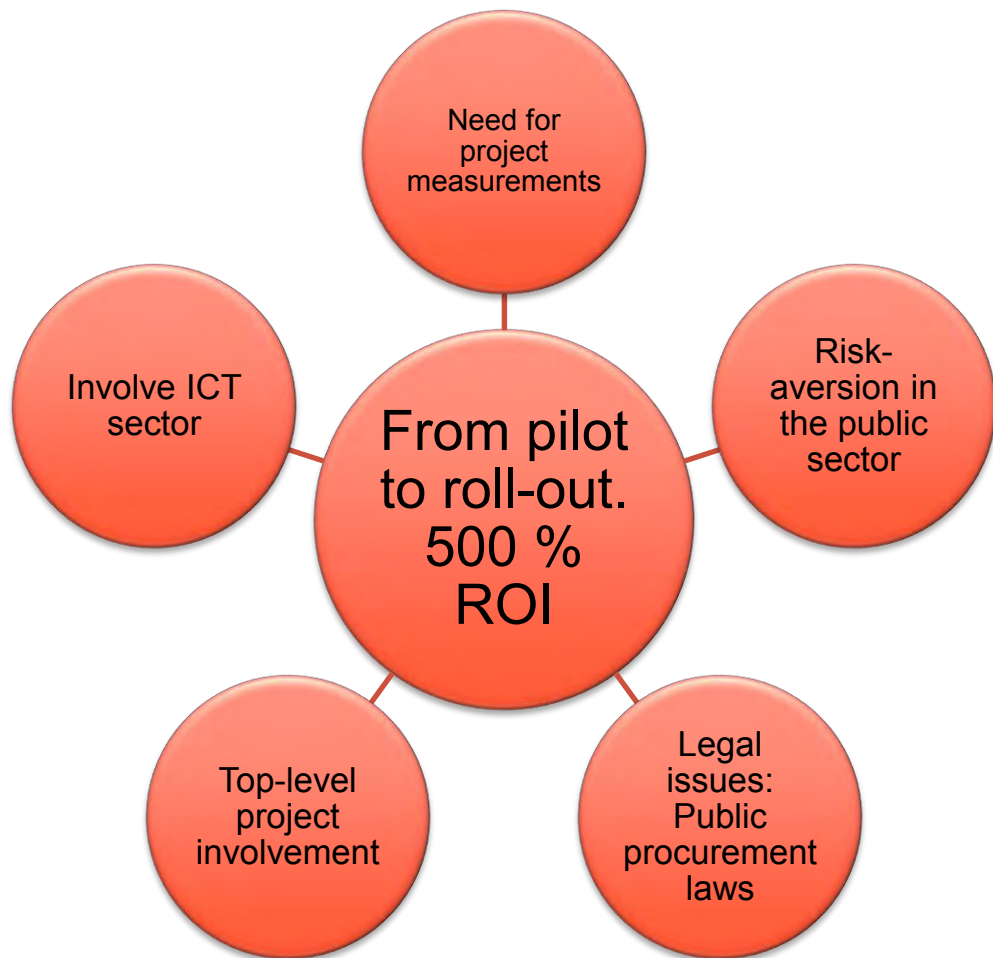 Need for
project
measurements
Involve ICT
sector
Risk-
aversion in
the public
sector
From pilot
to roll-out.
500 %
ROI
Top-level
project
involvement
Legal
issues:
Public
procurement
laws